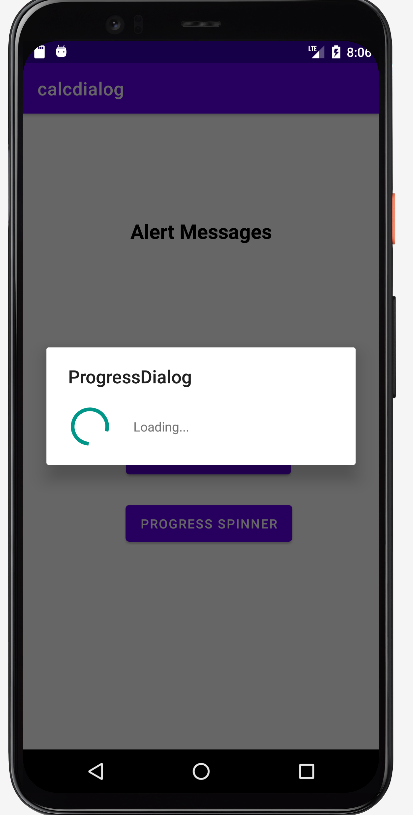 LTE 8:06
calcdialog
Alert Messages
ProgressDialog
Loading...
PROGRESS SPINNER